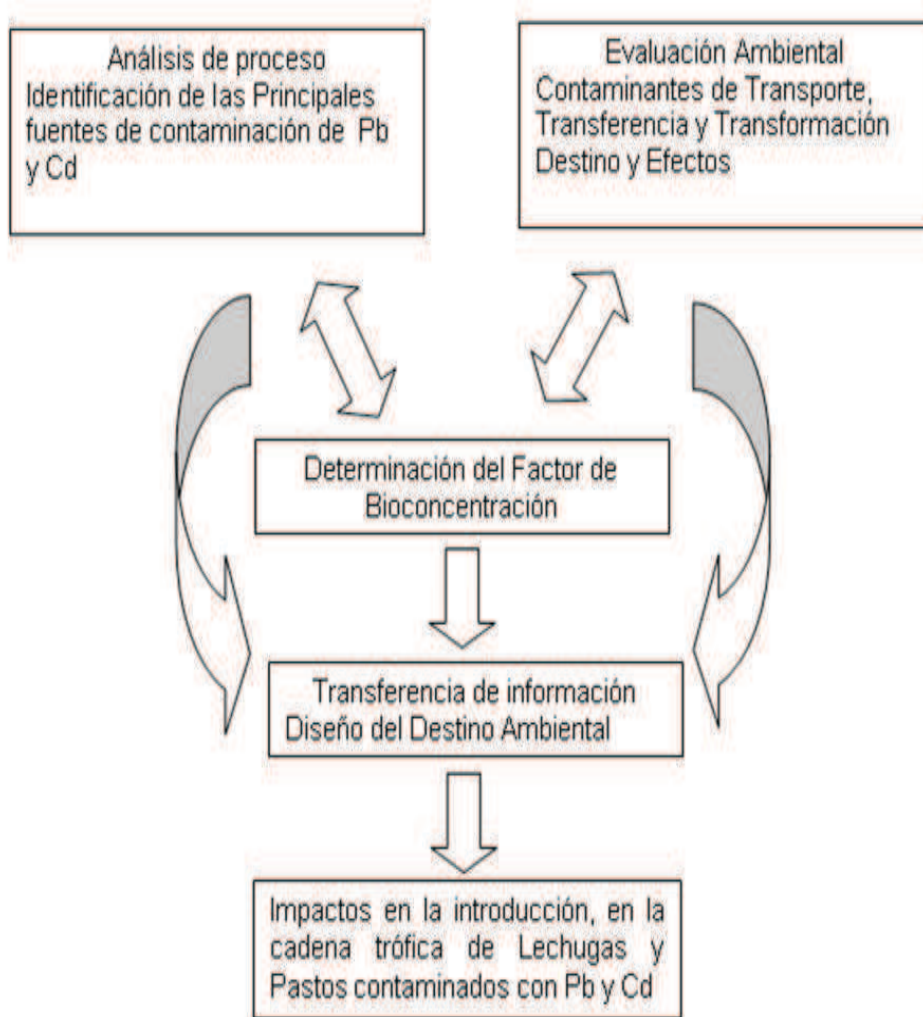 Análisis de proceso
Identificación de las Principales
fuentes de contaminación de Pb
y Cd
Evaluación Ambiental
Contaminantes de Transporte,
Transferencia y Transformación
Destino y Efectos
Determinación del Factor de
Bioconcentración
Transferencia de información
Diseño del Destino Ambiental
Impactos en la introducción, en la
cadena trófica de Lechugas y
Pastos contaminados con Pb y Cd